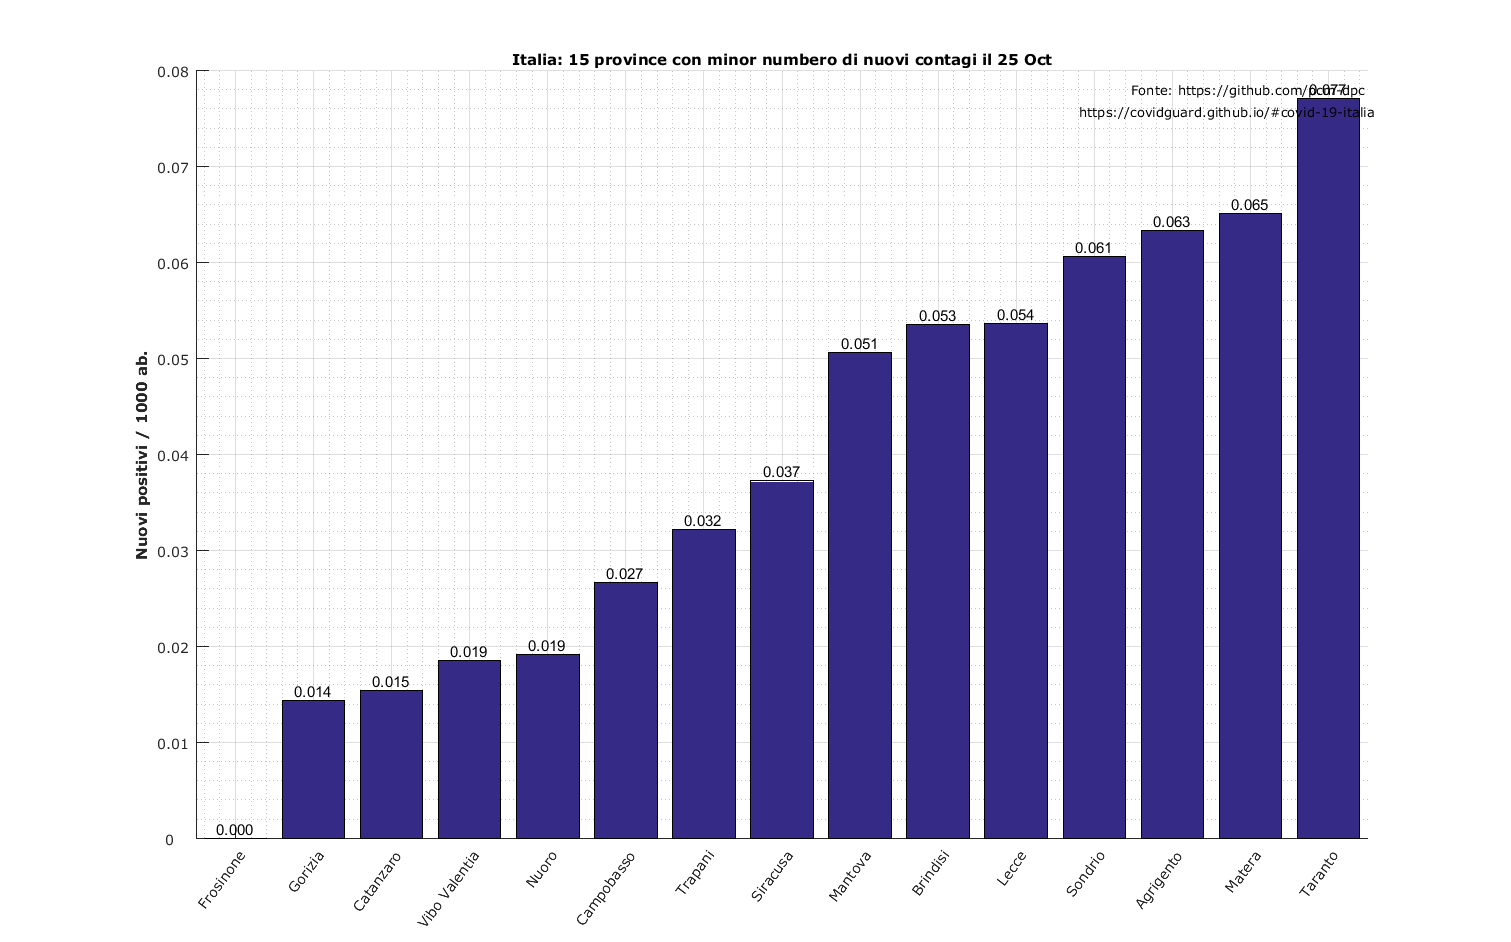 Italia: 15 province con minor numbero di nuovi contagi il 25 Oct
Fonte: https://github.com/pcm-dpc
https://covidguard.github.io/#covid-19-italia
Nuovi positivi / 1000 ab.
0.08
0.07
0.06
0.05
0.04
0.03
0.02
0.01
0
0.000
0.014
0.015
0.019
0.019
0.027
0.032
0.037
0.051
0.053
0.054
0.061
0.063
0.065
0.077
Frosinone
Gorizia
Catanzaro
Vibo Valentia
Nuoro
Campobasso
Trapani
Siracusa
Mantova
Brindisi
Lecce
Sondrio
Agrigento
Matera
Taranto